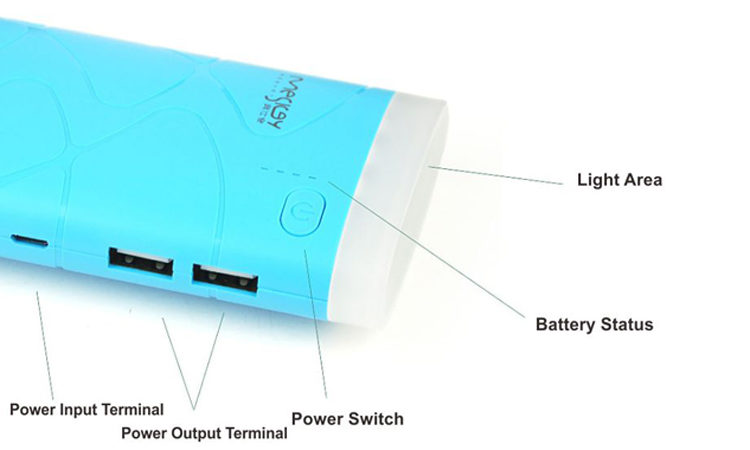 Light Area
Battery Status
Power Input Terminal
Power Output Terminal
Power Switch